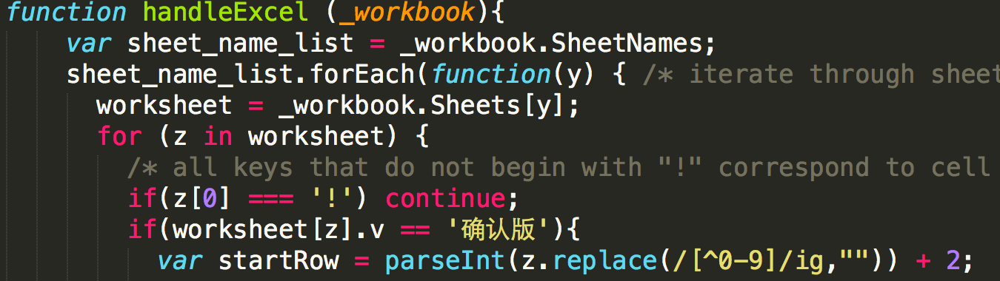 function handleExcel (_workbook){
var sheet_name_list = _workbook.SheetNames;
sheet_name_list.forEach(function(y) { /* iterate through sheet
worksheet = _workbook.Sheets[y];
for (z in worksheet) {
/* all keys that do not begin with "!" correspond to cell
if(z[0] === '!') continue;
if(worksheet[z].v == '确认版'){
var startRow = parseInt(z.replace(/[^0-9]/ig,"")) + 2;